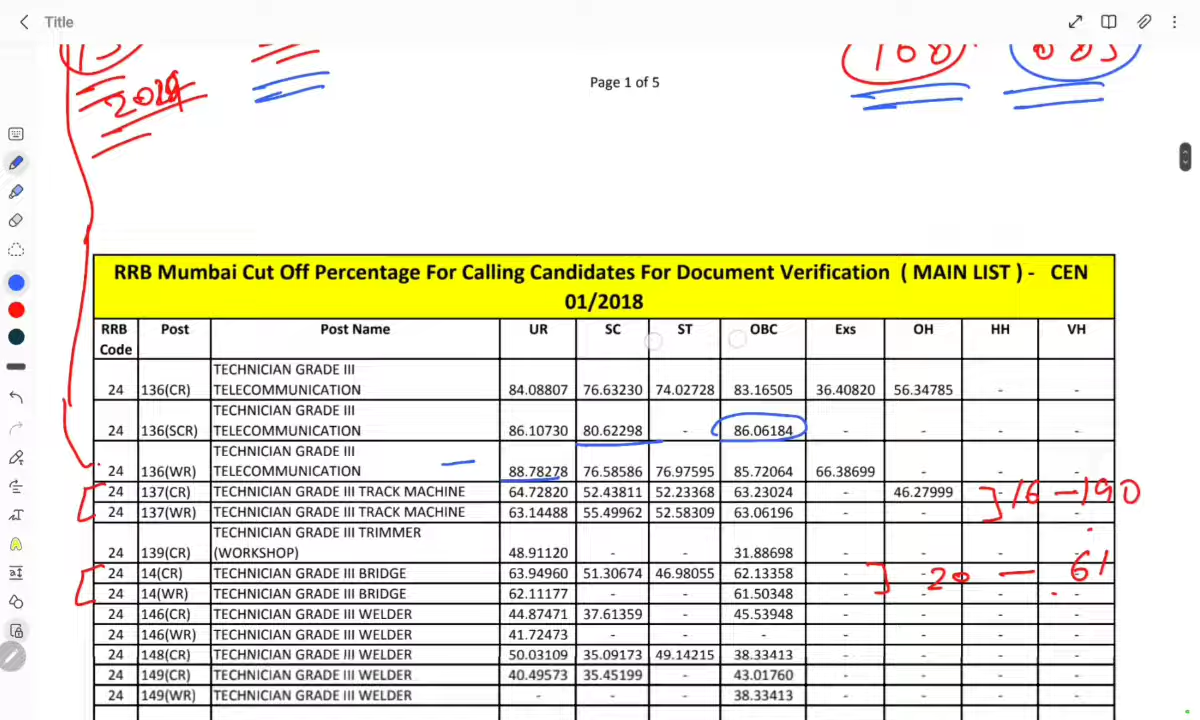 Title
168 883
2024
Page 1 of 5
RRB Mumbai Cut Off Percentage For Calling Candidates For Document Verification ( MAIN LIST ) - CEN
01/2018
RRB Code Post Post Name UR SC ST OBC Exs OH HH VH
24 136(CR) TECHNICIAN GRADE III TELECOMMUNICATION 84.08807 76.63230 74.02728 83.16505 36.40820 56.34785 - -
24 136(SCR) TECHNICIAN GRADE III TELECOMMUNICATION 86.10730 80.62298 - 86.06184 - - - -
24 136(WR) TECHNICIAN GRADE III TELECOMMUNICATION 88.78278 76.58586 76.97595 85.72064 66.38699 - - -
24 137(CR) TECHNICIAN GRADE III TRACK MACHINE 64.72820 52.43811 52.23368 63.23024 - 46.27999 - -
24 137(WR) TECHNICIAN GRADE III TRACK MACHINE 63.14488 55.49962 52.58309 63.06196 - - - -
16 - 190
24 139(CR) TECHNICIAN GRADE III TRIMMER (WORKSHOP) 48.91120 - - 31.88698 - - - -
24 14(CR) TECHNICIAN GRADE III BRIDGE 63.94960 51.30674 46.98055 62.13358 - - - -
24 14(WR) TECHNICIAN GRADE III BRIDGE 62.11177 - - 61.50348 - - - -
20 - 61
24 146(CR) TECHNICIAN GRADE III WELDER 44.87471 37.61359 - 45.53948 - - - -
24 146(WR) TECHNICIAN GRADE III WELDER 41.72473 - - - - - - -
24 148(CR) TECHNICIAN GRADE III WELDER 50.03109 35.09173 49.14215 38.33413 - - - -
24 149(CR) TECHNICIAN GRADE III WELDER 40.49573 35.45199 - 43.01760 - - - -
24 149(WR) TECHNICIAN GRADE III WELDER - - - 38.33413 - - - -